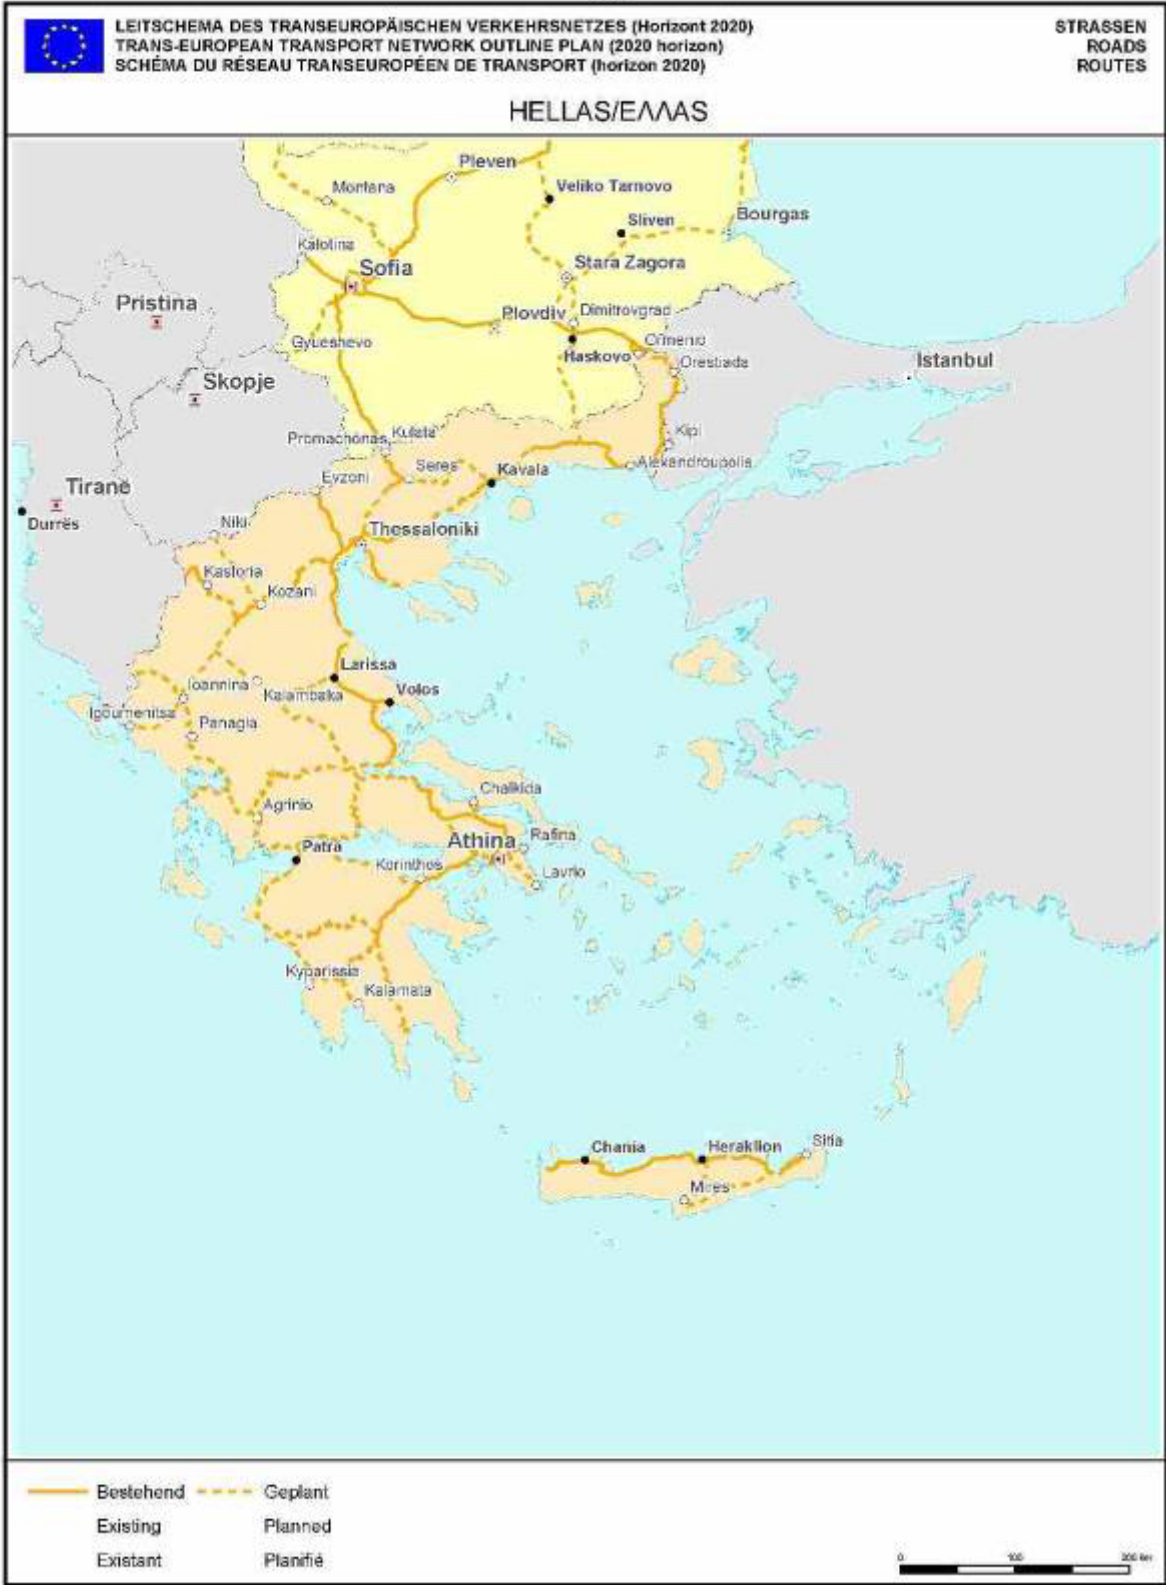 LEITSCHEMA DES TRANSEUROPÄISCHEN VERKEHRSNETZES (Horizont 2020)
TRANS-EUROPEAN TRANSPORT NETWORK OUTLINE PLAN (2020 horizon)
SCHÉMA DU RÉSEAU TRANSEUROPÉEN DE TRANSPORT (horizon 2020)
STRASSEN
ROADS
ROUTES
HELLAS/ΕΛΛΑΣ
Pleven
Montana
Veliko Tarnovo
Sliven
Bourgas
Kalotina
Sofia
Stara Zagora
Pristina
Plovdiv
Dimitrovgrad
Gyueshevo
Haskovo
Ormenio
Orestiada
Istanbul
Skopje
Promachonas
Kulata
Kipi
Seres
Kavala
Alexandroupolis
Evzoni
Tirane
Durrës
Niki
Thessaloniki
Kastoria
Kozani
Larissa
Ioannina
Kalambaka
Volos
Igoumenitsa
Panagia
Chalkida
Agrinio
Athina
Rafina
Patra
Korinthos
Lavrio
Kyparissia
Kalamata
Chania
Heraklion
Sitia
Mires
Bestehend
Geplant
Existing
Planned
Existant
Planifié
0
100
200 km